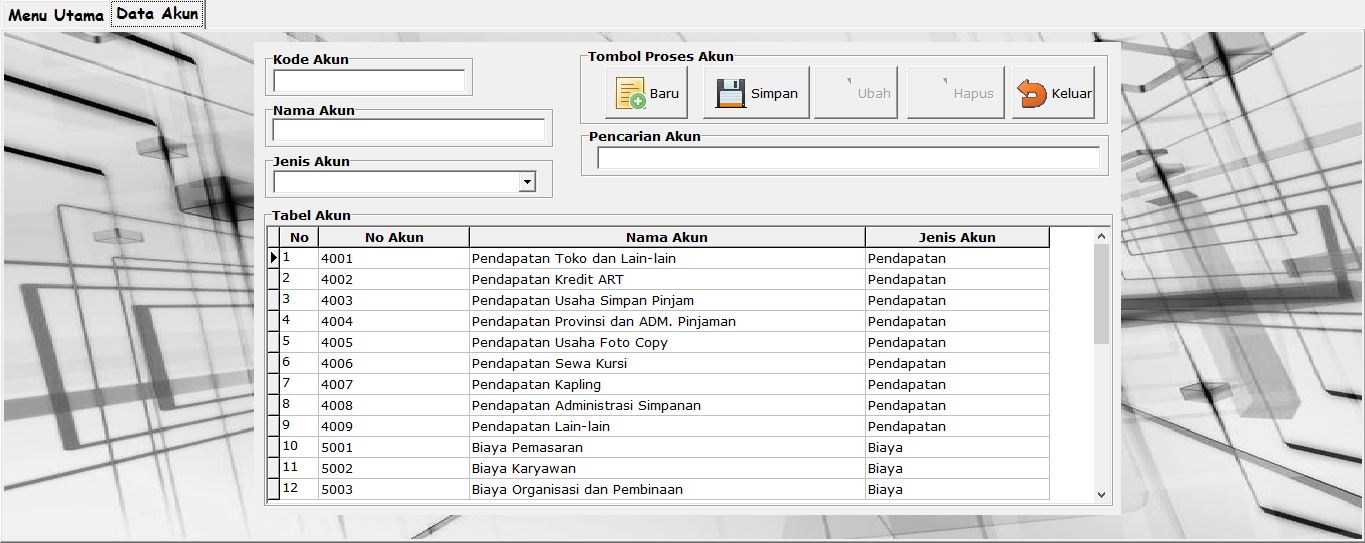 Menu Utama Data Akun
Kode Akun
Nama Akun
Jenis Akun
Tombol Proses Akun
Baru Simpan Ubah Hapus Keluar
Pencarian Akun
Tabel Akun
No No Akun Nama Akun Jenis Akun
1 4001 Pendapatan Toko dan Lain-lain Pendapatan
2 4002 Pendapatan Kredit ART Pendapatan
3 4003 Pendapatan Usaha Simpan Pinjam Pendapatan
4 4004 Pendapatan Provinsi dan ADM. Pinjaman Pendapatan
5 4005 Pendapatan Usaha Foto Copy Pendapatan
6 4006 Pendapatan Sewa Kursi Pendapatan
7 4007 Pendapatan Kapling Pendapatan
8 4008 Pendapatan Administrasi Simpanan Pendapatan
9 4009 Pendapatan Lain-lain Pendapatan
10 5001 Biaya Pemasaran Biaya
11 5002 Biaya Karyawan Biaya
12 5003 Biaya Organisasi dan Pembinaan Biaya